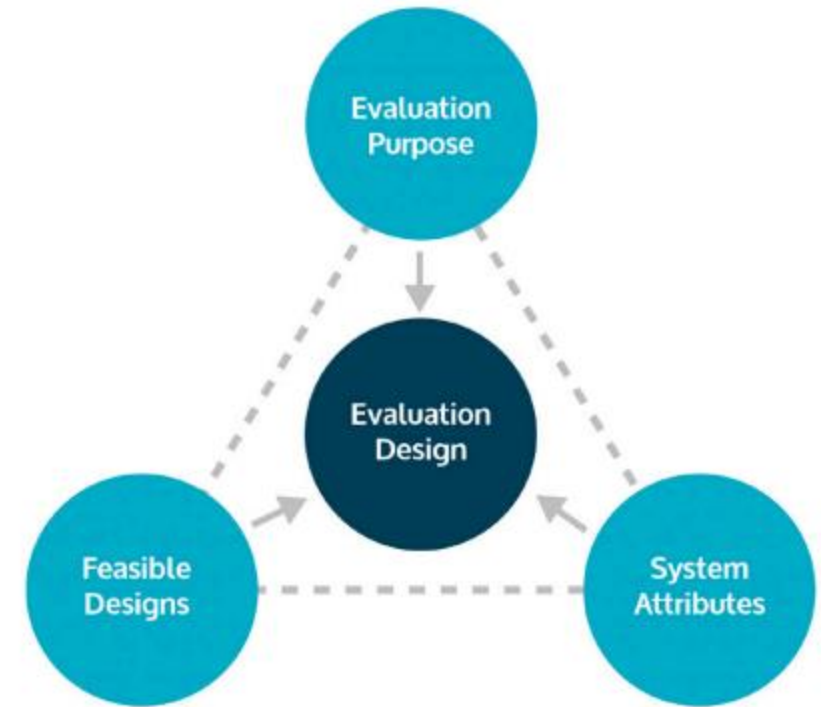 Evaluation
Purpose
Evaluation
Design
Feasible
Designs
System
Attributes